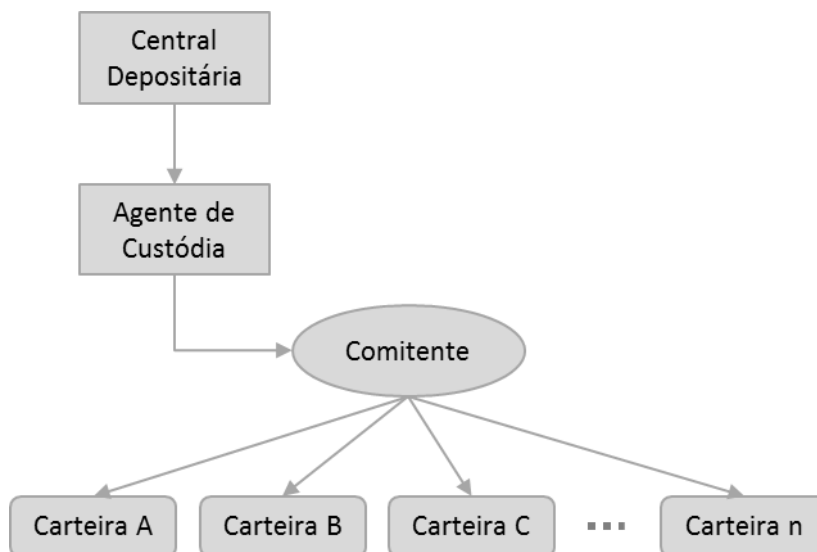 Central
Depositária
Agente de
Custódia
Comitente
Carteira A
Carteira B
Carteira C
...
Carteira n